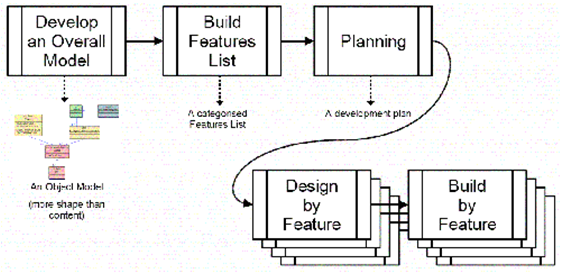 Develop
an Overall
Model
Build
Features
List
Planning
A categorised
Features List
A development plan
An Object Model
(more shape than
content)
Design
by
Feature
Build
by
Feature